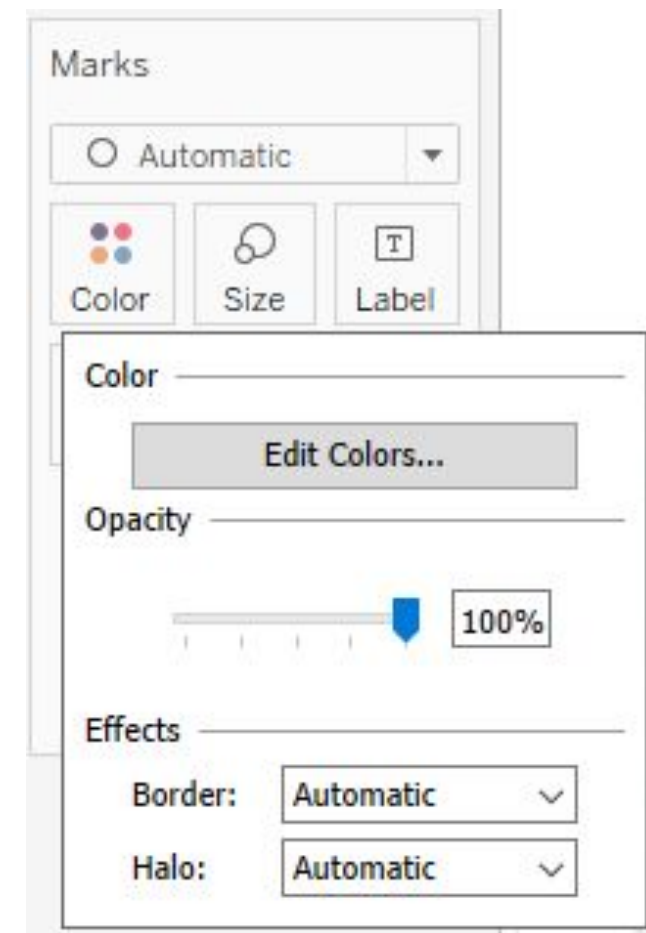 Marks
Automatic
Color Size Label
Color
Edit Colors...
Opacity
100%
Effects
Border: Automatic
Halo: Automatic